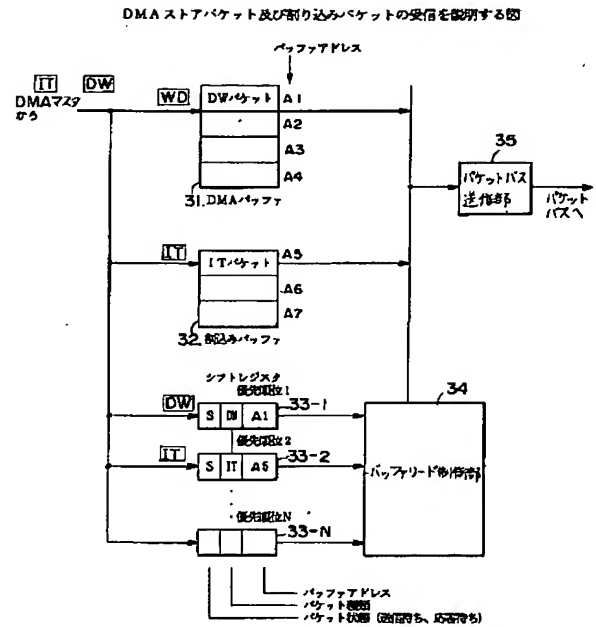 DMAストアパケット及び割り込みパケットの受信を説明する図
バッファアドレス
IT DW
DMAマスタ
から
WD
DWパケット
A1
A2
A3
A4
31.DMAバッファ
35
パケットバス
送信部
パケット
バスへ
IT
ITパケット
A5
A6
A7
32.割込みバッファ
シフトレジスタ
優先順位1
DW
S DW A1
33-1
34
優先順位2
IT
S IT A5
33-2
バッファリード制御部
優先順位N
33-N
バッファアドレス
パケット種類
パケット状態(送信待ち、応答待ち)